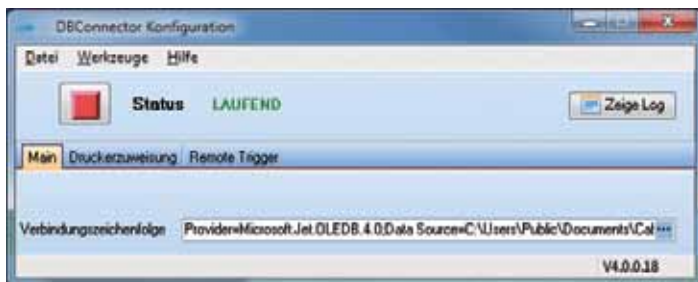 DBConnector Konfiguration
Datei Werkzeuge Hilfe
Status LAUFEND
Zeige Log
Main Druckerzuweisung Remote Trigger
Verbindungszeichenfolge Provider=Microsoft.Jet.OLEDB.4.0;Data Source=C:\Users\Public\Documents\Cal ...
V4.0.0.18